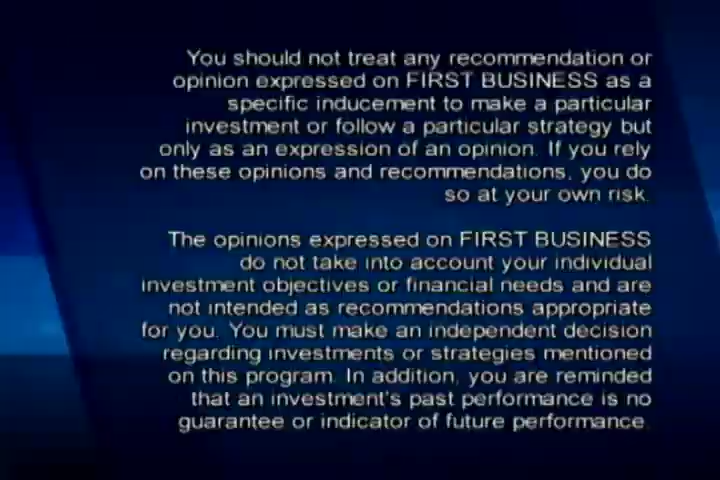 You should not treat any recommendation or
opinion expressed on FIRST BUSINESS as a
specific inducement to make a particular
investment or follow a particular strategy but
only as an expression of an opinion. If you rely
on these opinions and recommendations, you do
so at your own risk.
The opinions expressed on FIRST BUSINESS
do not take into account your individual
investment objectives or financial needs and are
not intended as recommendations appropriate
for you. You must make an independent decision
regarding investments or strategies mentioned
on this program. In addition, you are reminded
that an investment's past performance is no
guarantee or indicator of future performance.